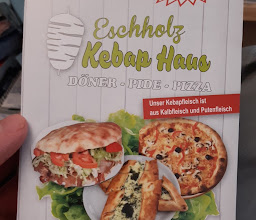 Eschholz
Kebap Haus
DÖNER - PIDE - PIZZA
Unser Kebapfleisch ist
aus Kalbfleisch und Putenfleisch